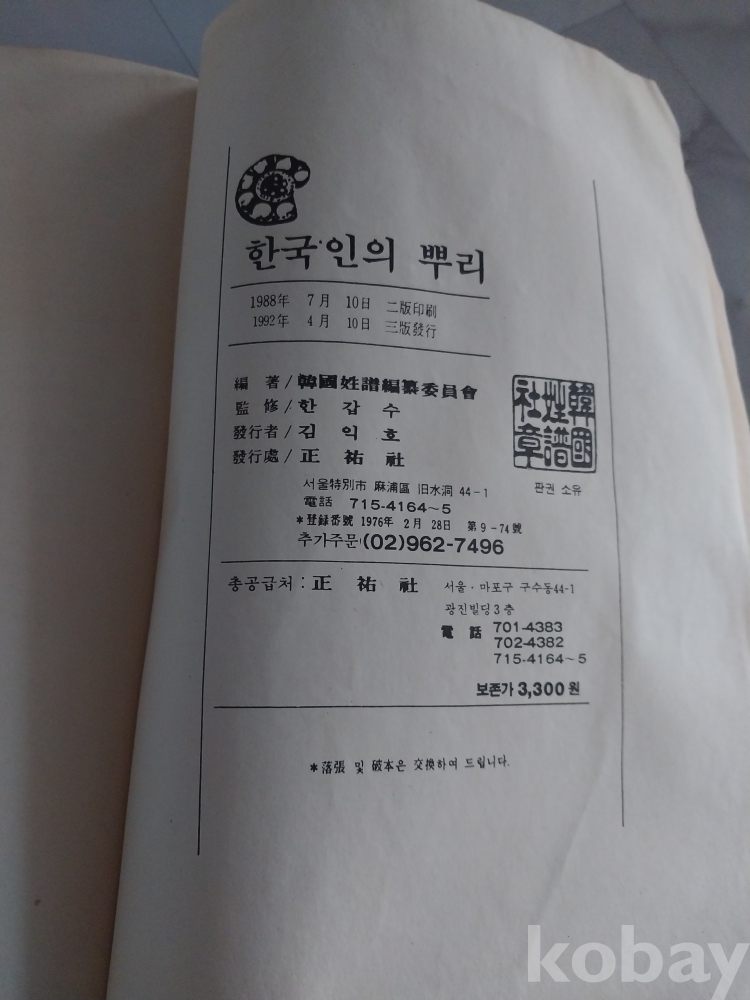 한국인의 뿌리
1988年 7月 10日 二版印刷
1992年 4月 10日 三版發行
編 著/韓國姓譜編纂委員會
監 修/한 갑 수
發行者/김 익 호
發行處/正 祐 社
韓國
姓譜
社章
판권 소유
서울特別市 麻浦區 旧水洞 44-1
電話 715-4164~5
*登録番號 1976年 2月 28日 第9-74號
추가주문 (02)962-7496
총공급처: 正 祐 社 서울·마포구 구수동44-1
광진빌딩3층
電 話 701-4383
702-4382
715-4164~5
보존가 3,300원
*落張 및 破本은 交換하여 드립니다.
kobay